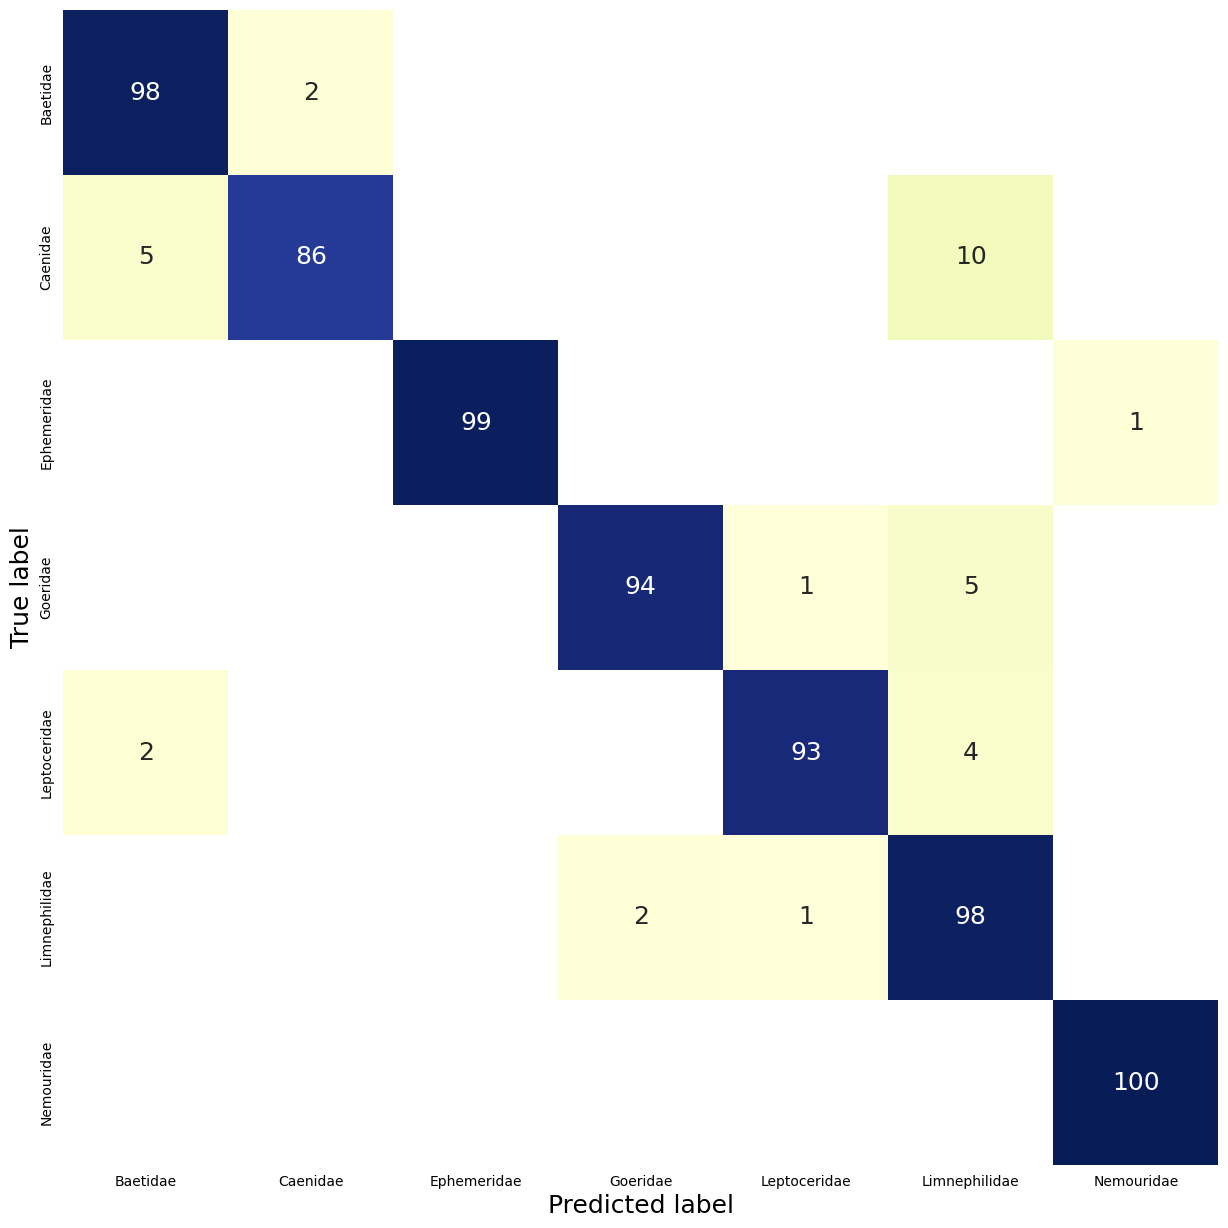 Baetidae 98 2
Caenidae 5 86 10
Ephemeridae 99 1
True label
Goeridae 94 1 5
Leptoceridae 2 93 4
Limnephilidae 2 1 98
Nemouridae 100
Baetidae Caenidae Ephemeridae Goeridae Leptoceridae Limnephilidae Nemouridae
Predicted label